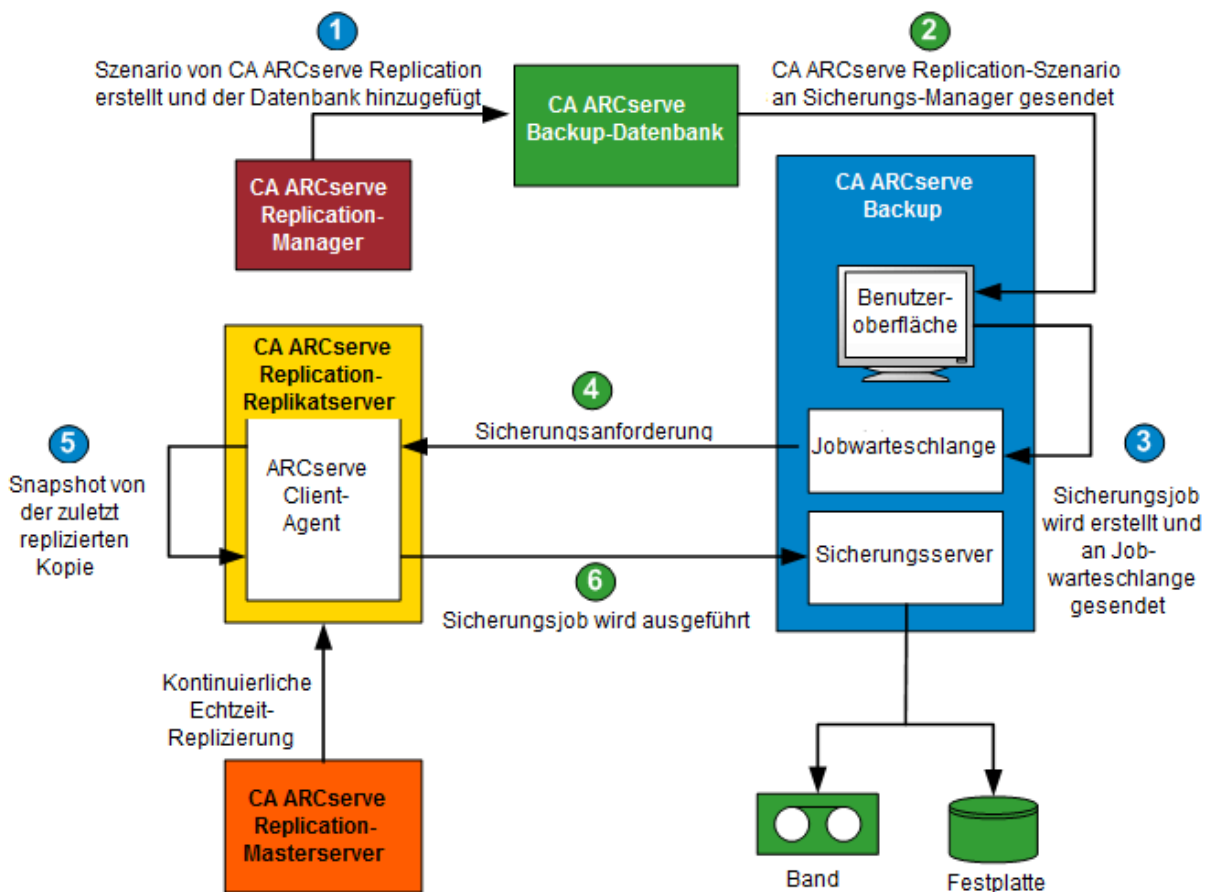 1
Szenario von CA ARCserve Replication
erstellt und der Datenbank hinzugefügt
2
CA ARCserve Replication-Szenario
an Sicherungs-Manager gesendet
CA ARCserve
Backup-Datenbank
CA ARCserve
Replication-
Manager
CA ARCserve
Backup
Benutzer-
oberfläche
CA ARCserve
Replication-
Replikatserver
4
Sicherungsanforderung
Jobwarteschlange
3
Sicherungsjob
wird erstellt und
an Job-
warteschlange
gesendet
5
Snapshot von
der zuletzt
replizierten
Kopie
ARCserve
Client-
Agent
Sicherungsserver
6
Sicherungsjob wird ausgeführt
Kontinuierliche
Echtzeit-
Replizierung
CA ARCserve
Replication-
Masterserver
Band
Festplatte